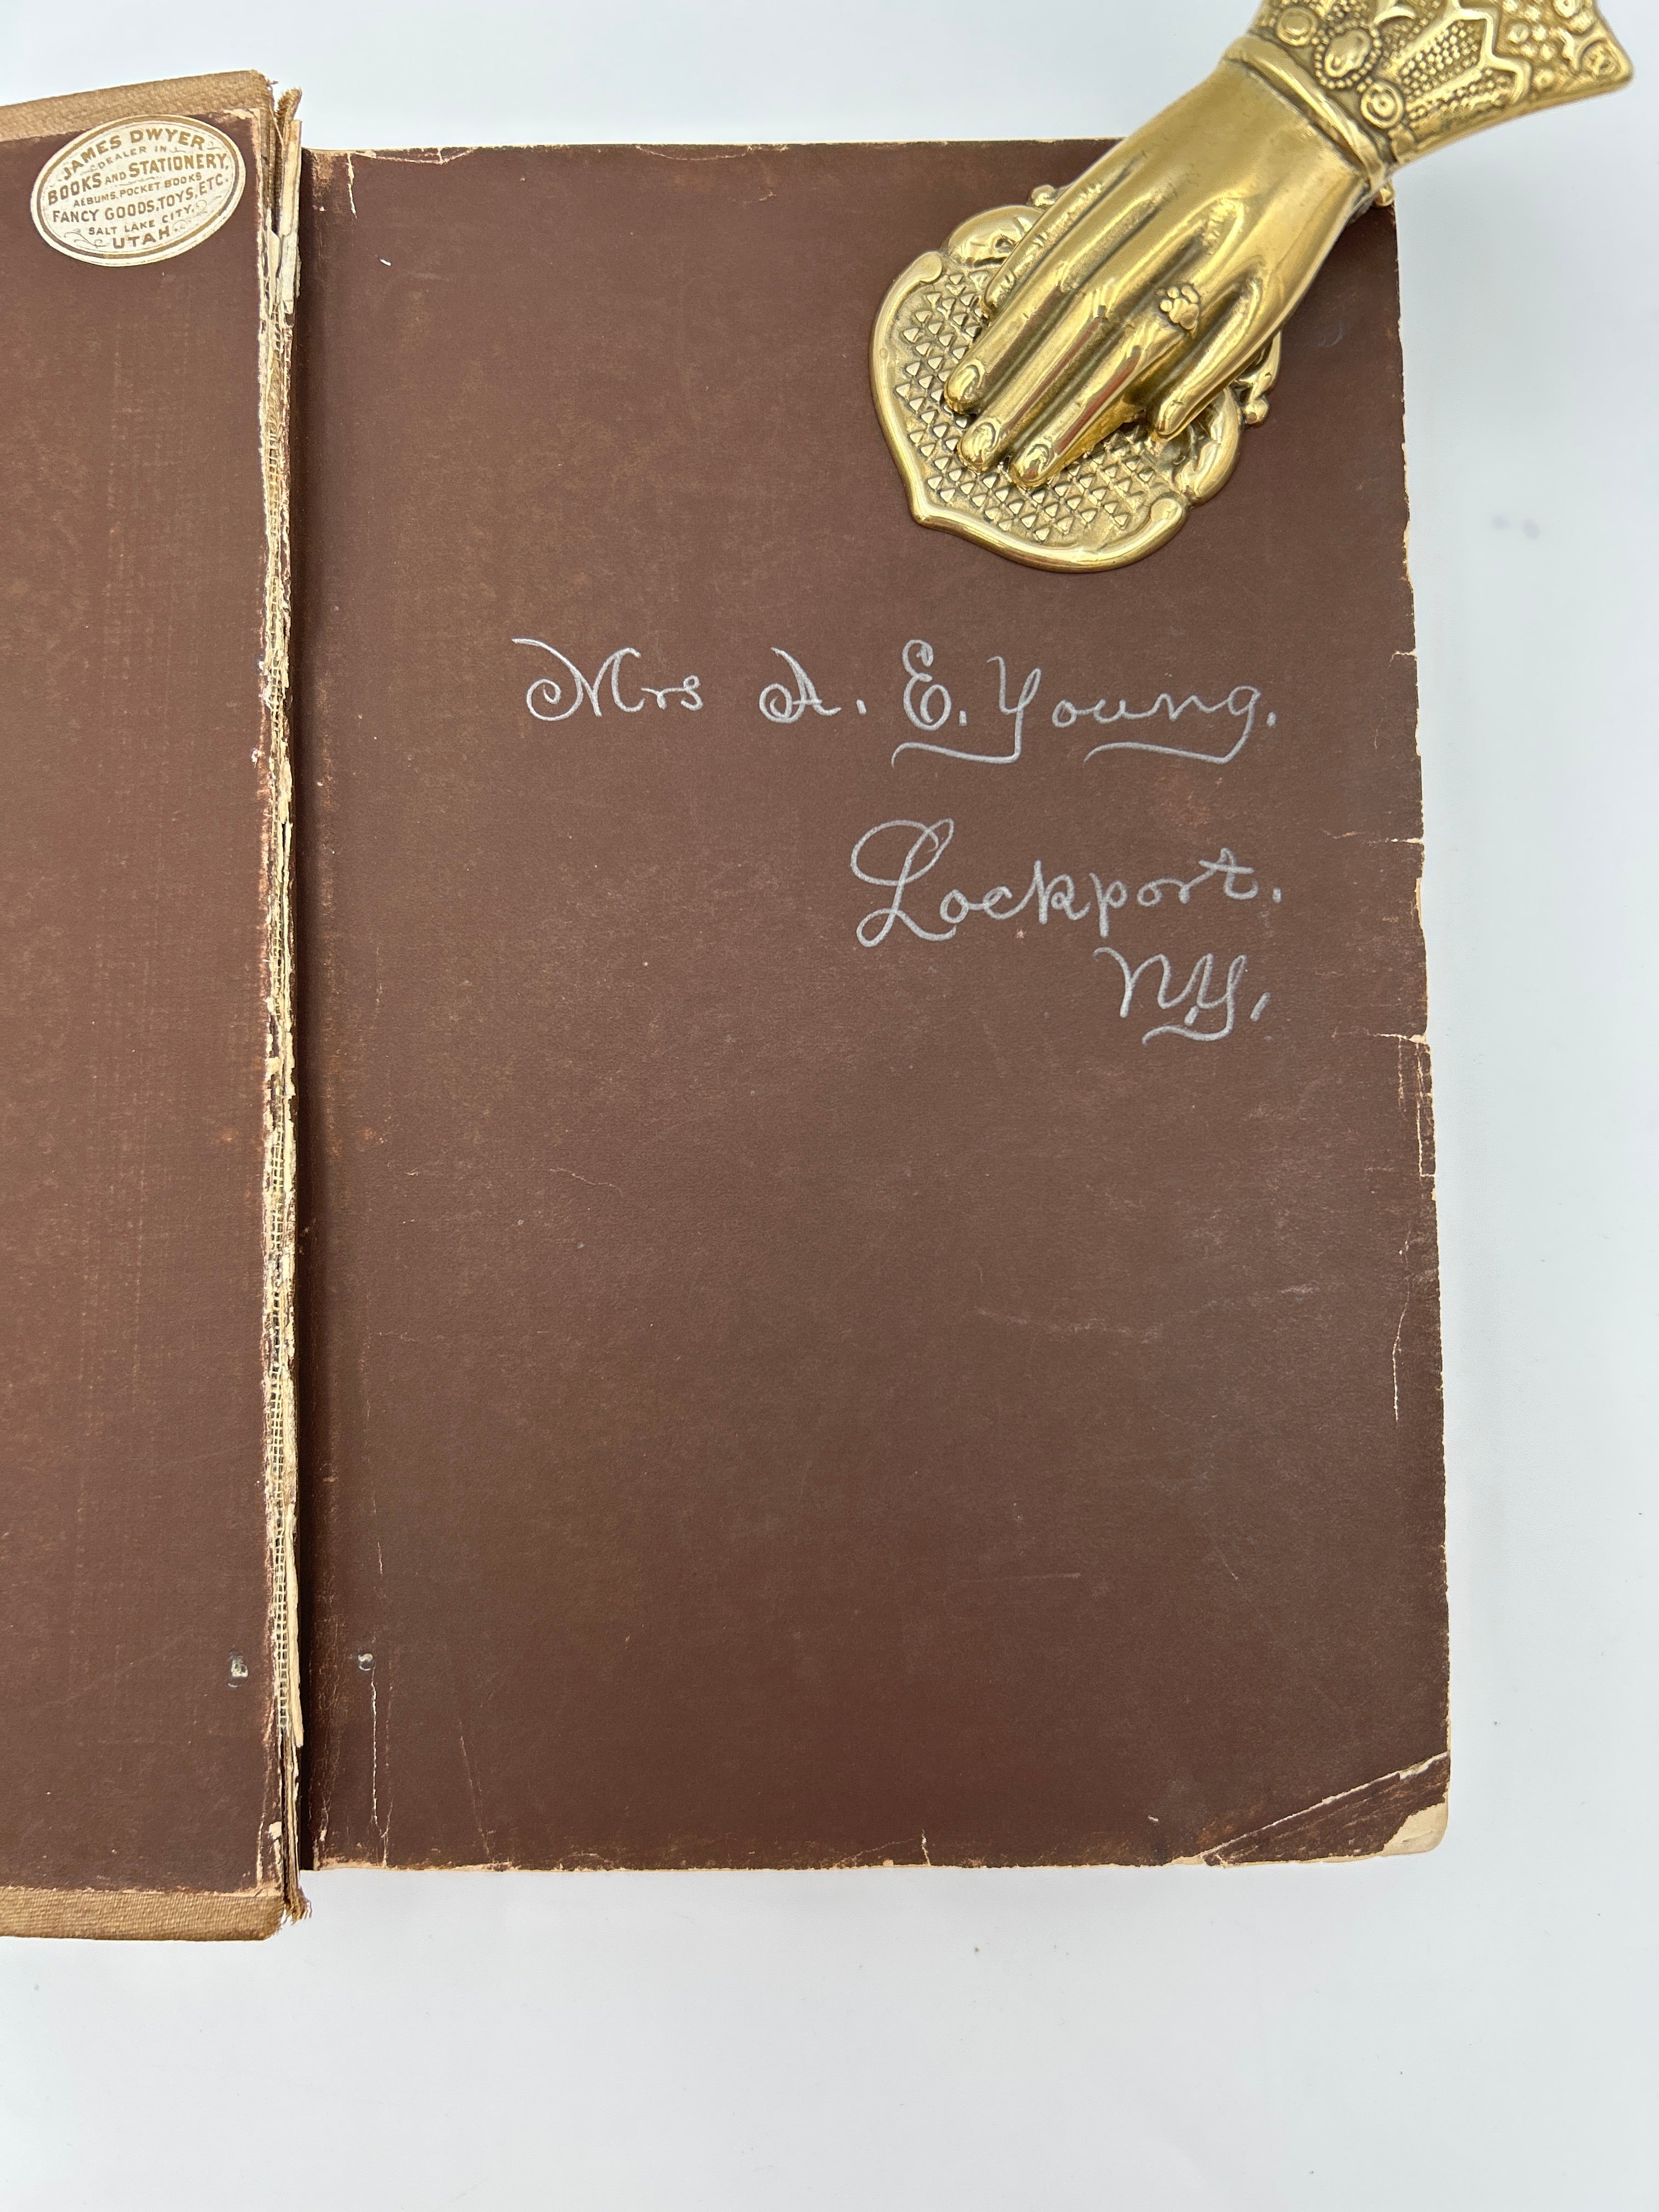 JAMES DWYER
DEALER IN
BOOKS AND STATIONERY,
ALBUMS, POCKET BOOKS
FANCY GOODS, TOYS, ETC.
SALT LAKE CITY,
UTAH
Mrs A. E. Young.
Lockport.
N.Y.